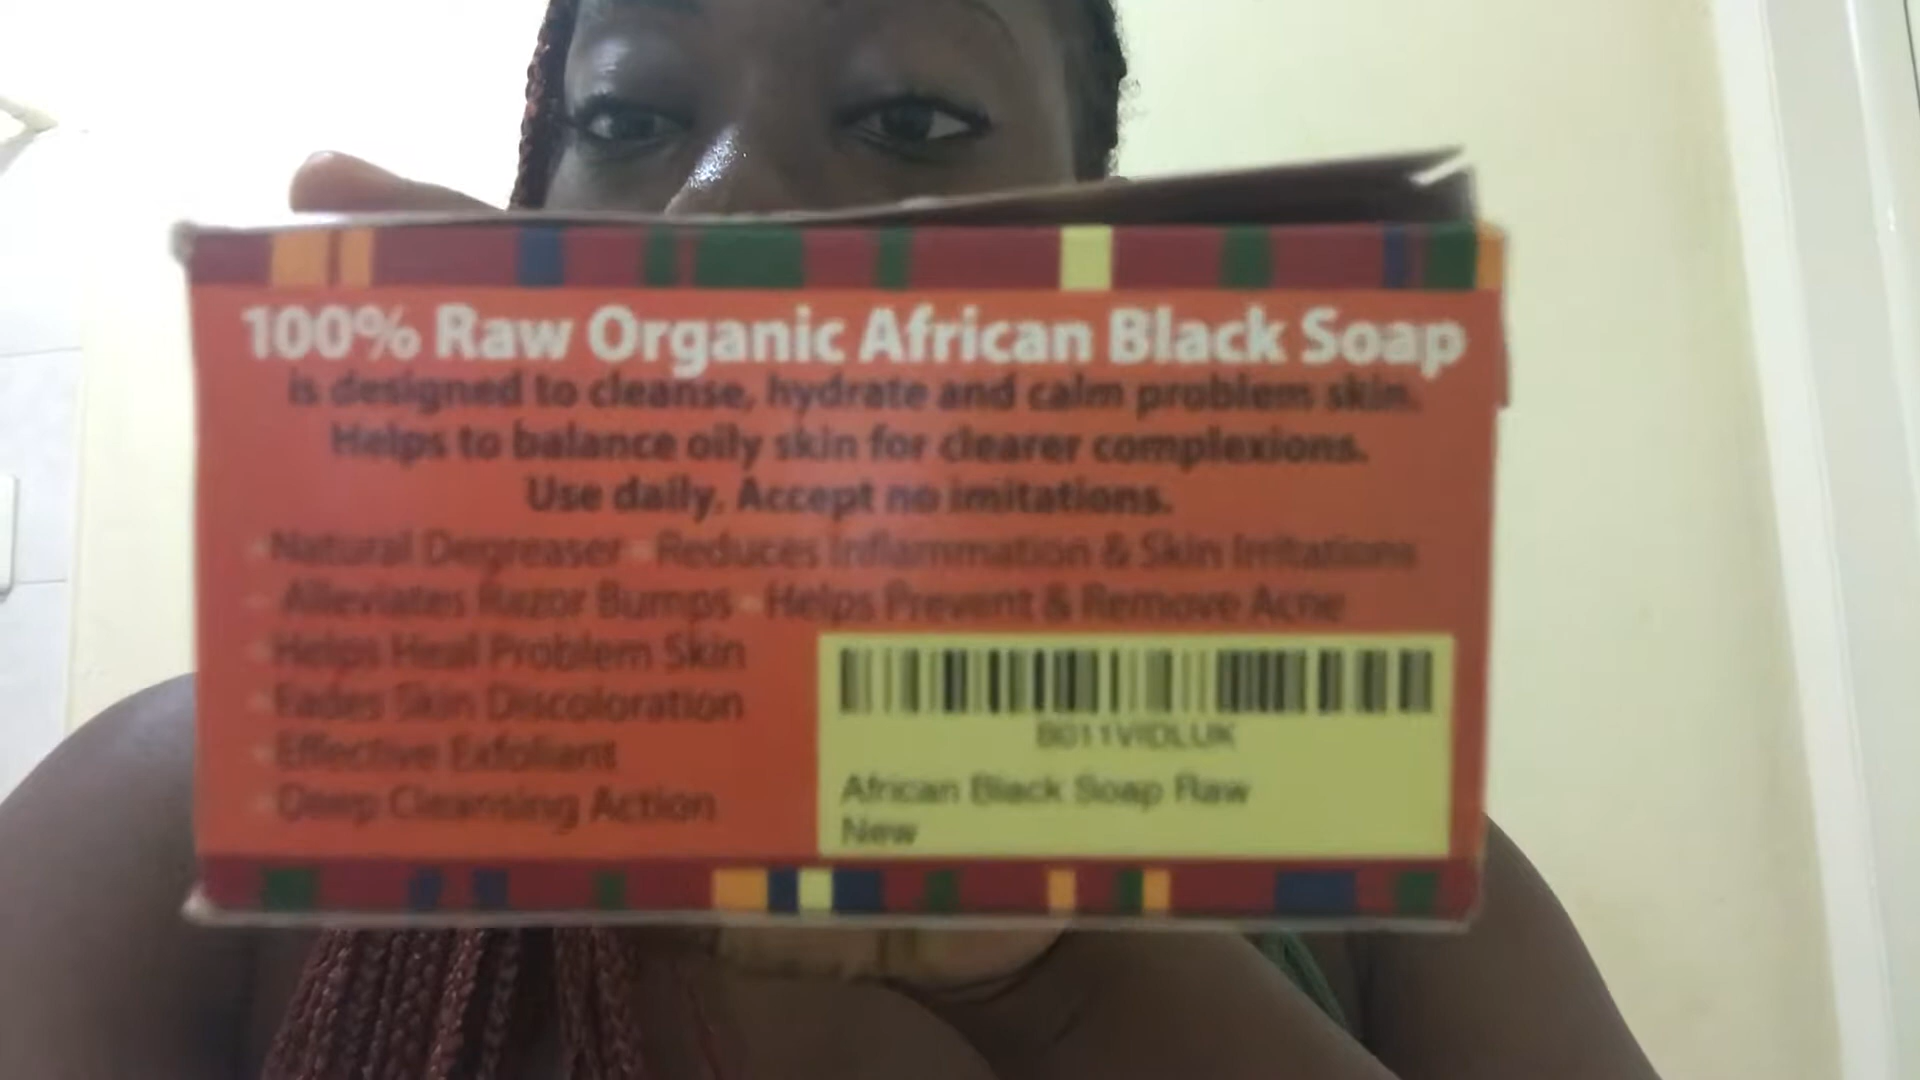 100% Raw Organic African Black Soap
is designed to cleanse, hydrate and calm problem skin.
Helps to balance oily skin for clearer complexions.
Use daily. Accept no imitations.
· Natural Degreaser · Reduces Inflammation & Skin Irritations
· Alleviates Razor Bumps · Helps Prevent & Remove Acne
· Helps Heal Problem Skin
· Fades Skin Discoloration
· Effective Exfoliant
· Deep Cleansing Action
B011VIDLUK
African Black Soap Raw
New